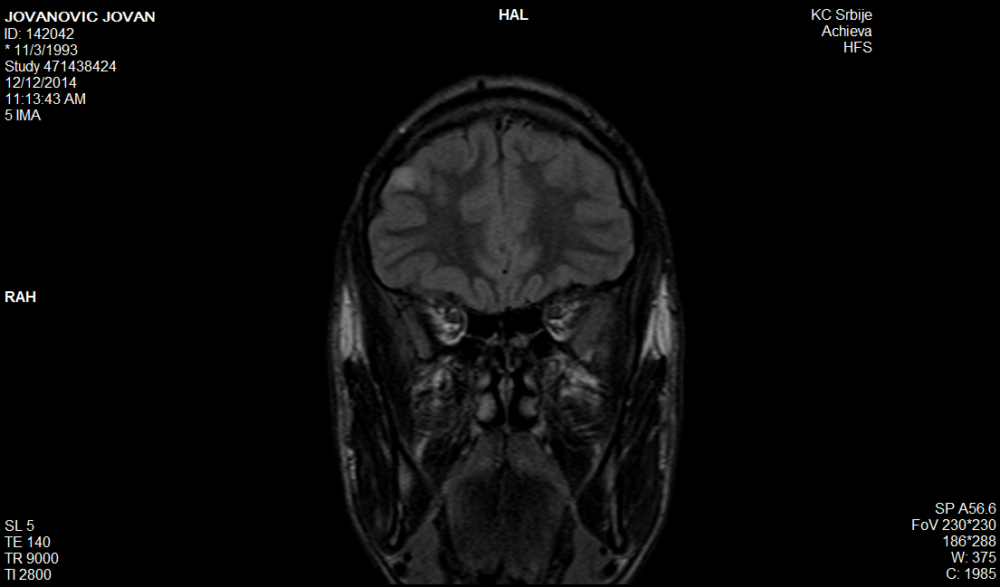 JOVANOVIC JOVAN
ID: 142042
* 11/3/1993
Study 471438424
12/12/2014
11:13:43 AM
5 IMA
HAL
KC Srbije
Achieva
HFS
RAH
SL 5
TE 140
TR 9000
TI 2800
SP A56.6
FoV 230*230
186*288
W: 375
C: 1985